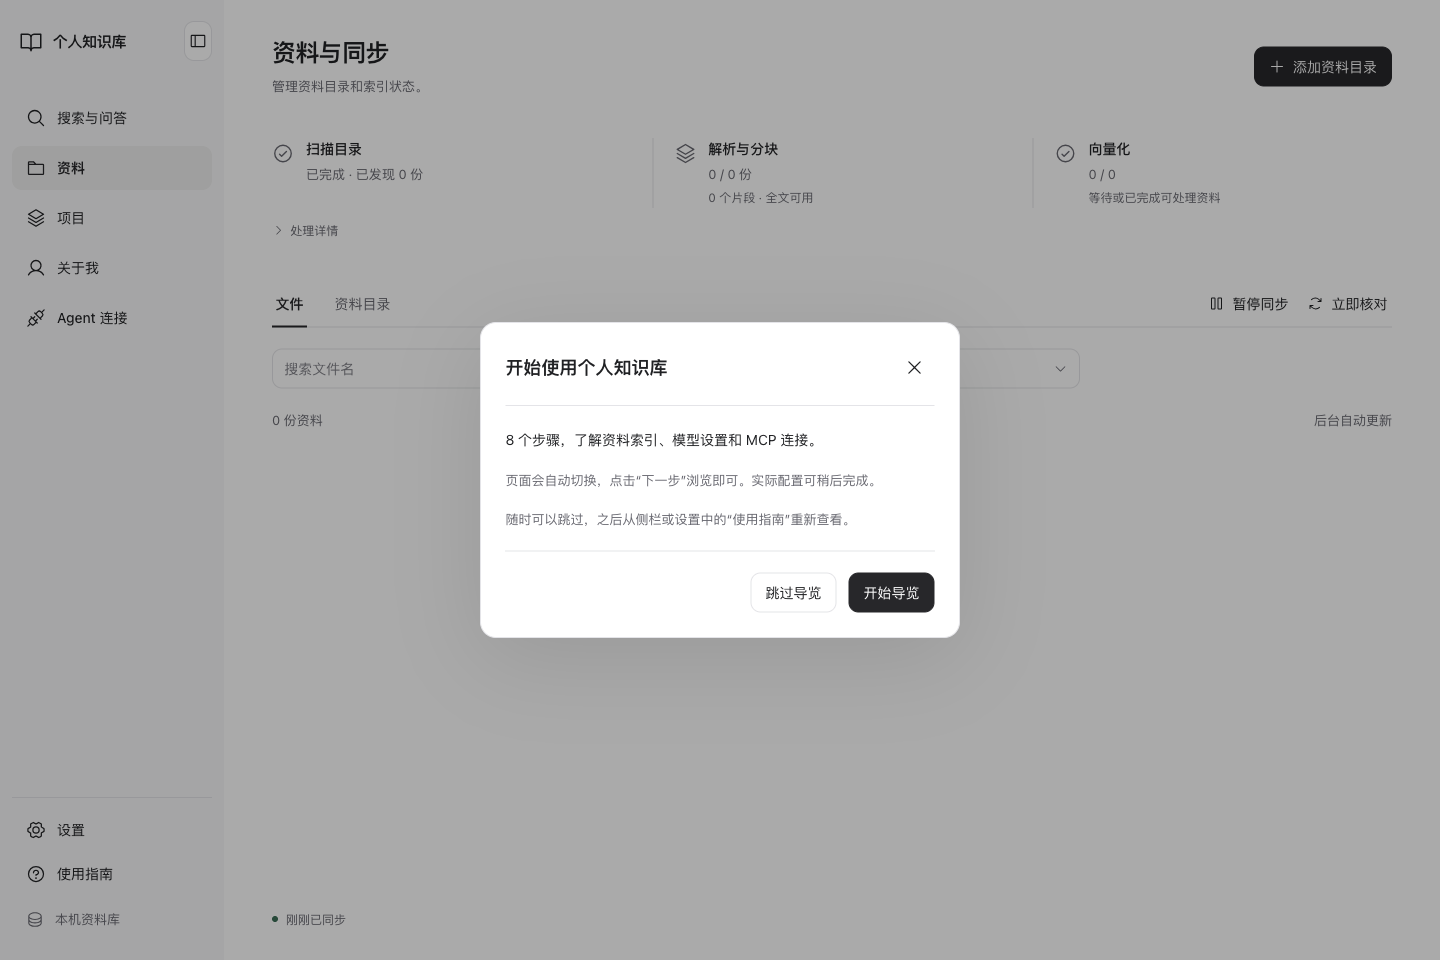 个人知识库
搜索与问答
资料
项目
关于我
Agent 连接
设置
使用指南
本机资料库
资料与同步
管理资料目录和索引状态。
添加资料目录
扫描目录
已完成 · 已发现 0 份
解析与分块
0 / 0 份
0 个片段 · 全文可用
向量化
0 / 0
等待或已完成可处理资料
处理详情
文件
资料目录
暂停同步
立即核对
搜索文件名
0 份资料
后台自动更新
开始使用个人知识库
8 个步骤，了解资料索引、模型设置和 MCP 连接。
页面会自动切换，点击“下一步”浏览即可。实际配置可稍后完成。
随时可以跳过，之后从侧栏或设置中的“使用指南”重新查看。
跳过导览
开始导览
刚刚已同步